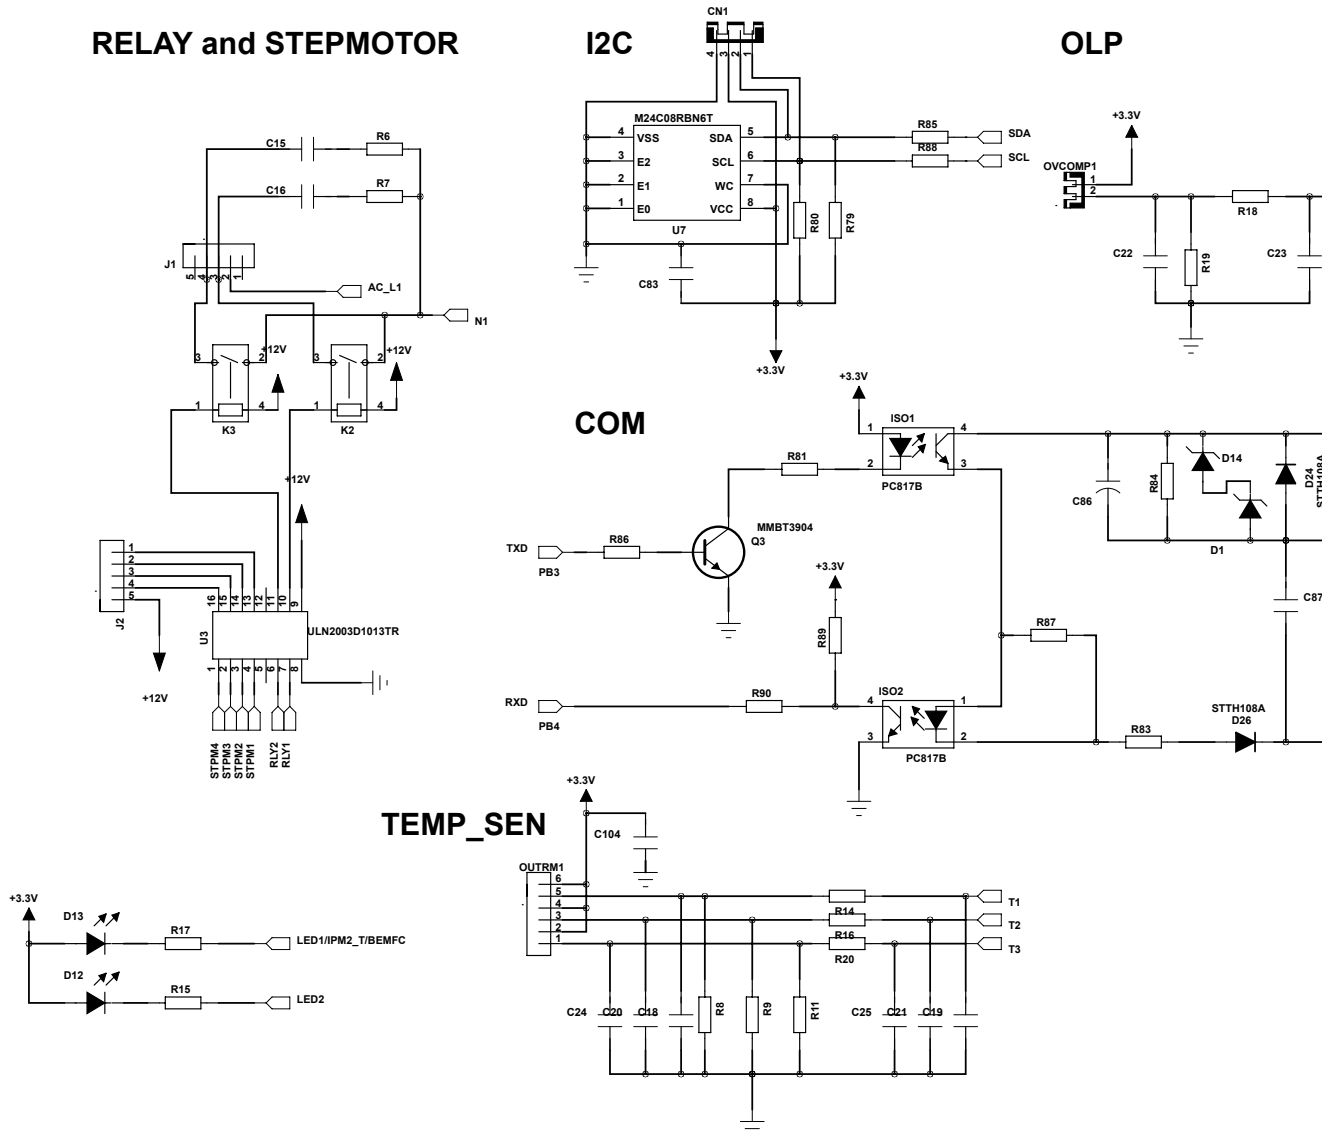 RELAY and STEPMOTOR
C15
R6
C16
R7
J1
5
4
3
2
1
AC_L1
N1
3
2
+12V
3
2
+12V
1
4
1
4
K3
K2
+12V
1
2
3
4
5
J2
+12V
16
15
14
13
12
11
10
9
U3
ULN2003D1013TR
1
2
3
4
5
6
7
8
STPM4
STPM3
STPM2
STPM1
RLY2
RLY1
I2C
CN1
4
3
2
1
M24C08RBN6T
4 VSS SDA 5
3 E2 SCL 6
2 E1 WC 7
1 E0 VCC 8
U7
R85
SDA
R88
SCL
R80
R79
C83
+3.3V
OLP
+3.3V
OVCOMP1
1
2
R18
C22
R19
C23
COM
+3.3V
ISO1
1
4
2
3
PC817B
R81
MMBT3904
Q3
TXD
R86
PB3
+3.3V
R89
R87
RXD
R90
PB4
ISO2
4
1
3
2
PC817B
C86
R84
D14
D1
D24
STTH108A
C87
STTH108A
D26
R83
TEMP_SEN
+3.3V
C104
OUTRM1
6
5
4
3
2
1
R14
T1
R16
T2
R20
T3
C24
C20
C18
R8
R9
R11
C25
C21
C19
+3.3V
D13
R17
LED1/IPM2_T/BEMFC
D12
R15
LED2